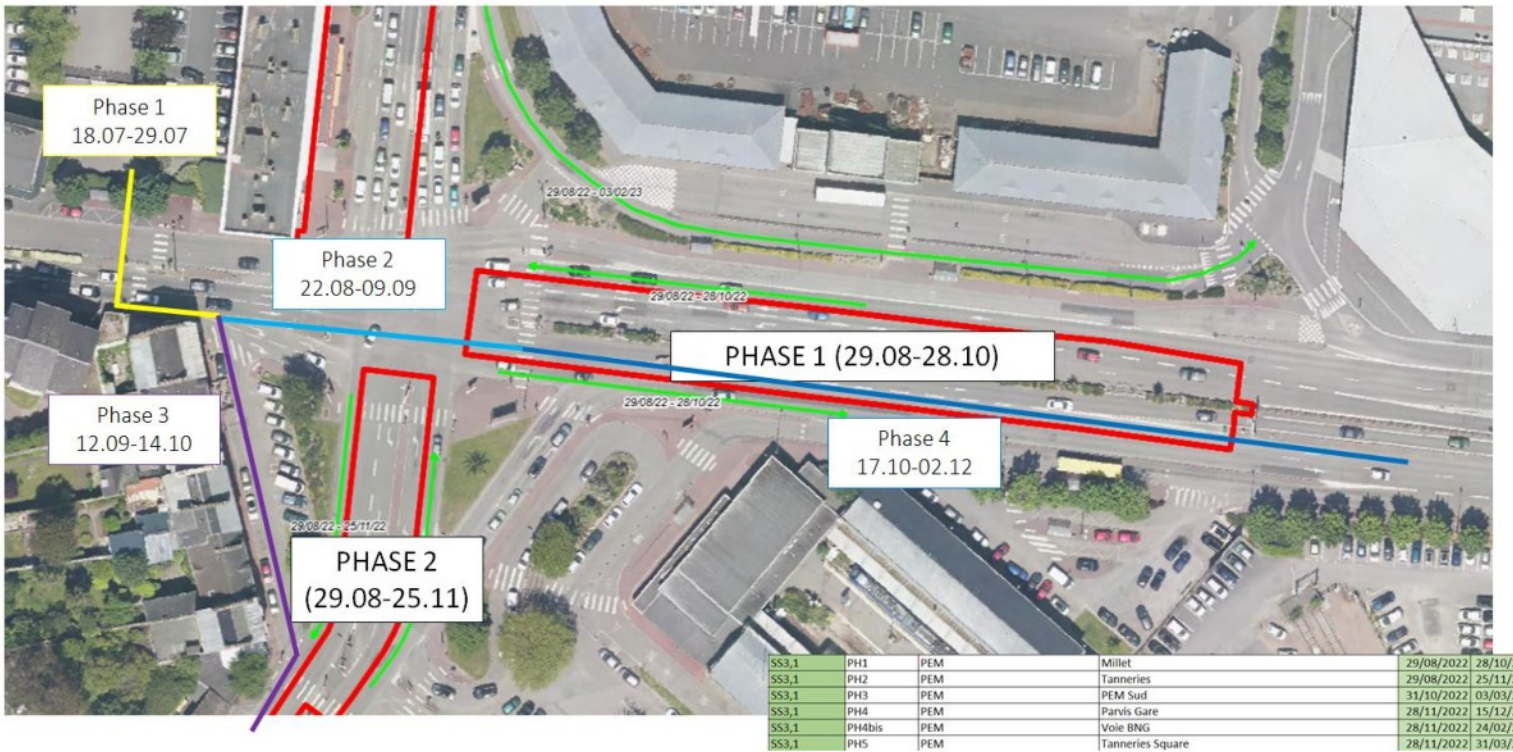 Phase 1
18.07-29.07
29/08/22 - 03/02/23
Phase 2
22.08-09.09
29/08/22 - 28/10/22
PHASE 1 (29.08-28.10)
29/08/22 - 28/10/22
Phase 3
12.09-14.10
Phase 4
17.10-02.12
29/08/22 - 25/11/22
PHASE 2
(29.08-25.11)
SS3,1 PH1 PEM Millet 29/08/2022 28/10/
SS3,1 PH2 PEM Tanneries 29/08/2022 25/11/
SS3,1 PH3 PEM PEM Sud 31/10/2022 03/03/
SS3,1 PH4 PEM Parvis Gare 28/11/2022 15/12/
SS3,1 PH4bis PEM Voie BNG 28/11/2022 24/02/
SS3,1 PH5 PEM Tanneries Square 28/11/2022 31/03/